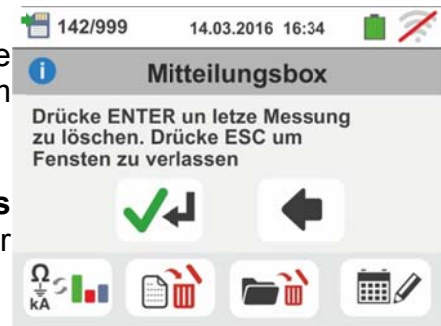 142/999 14.03.2016 16:34
e
Mitteilungsbox
n
Drücke ENTER un letze Messung
zu löschen. Drücke ESC um
Fensten zu verlassen
s
r
Ω
kA